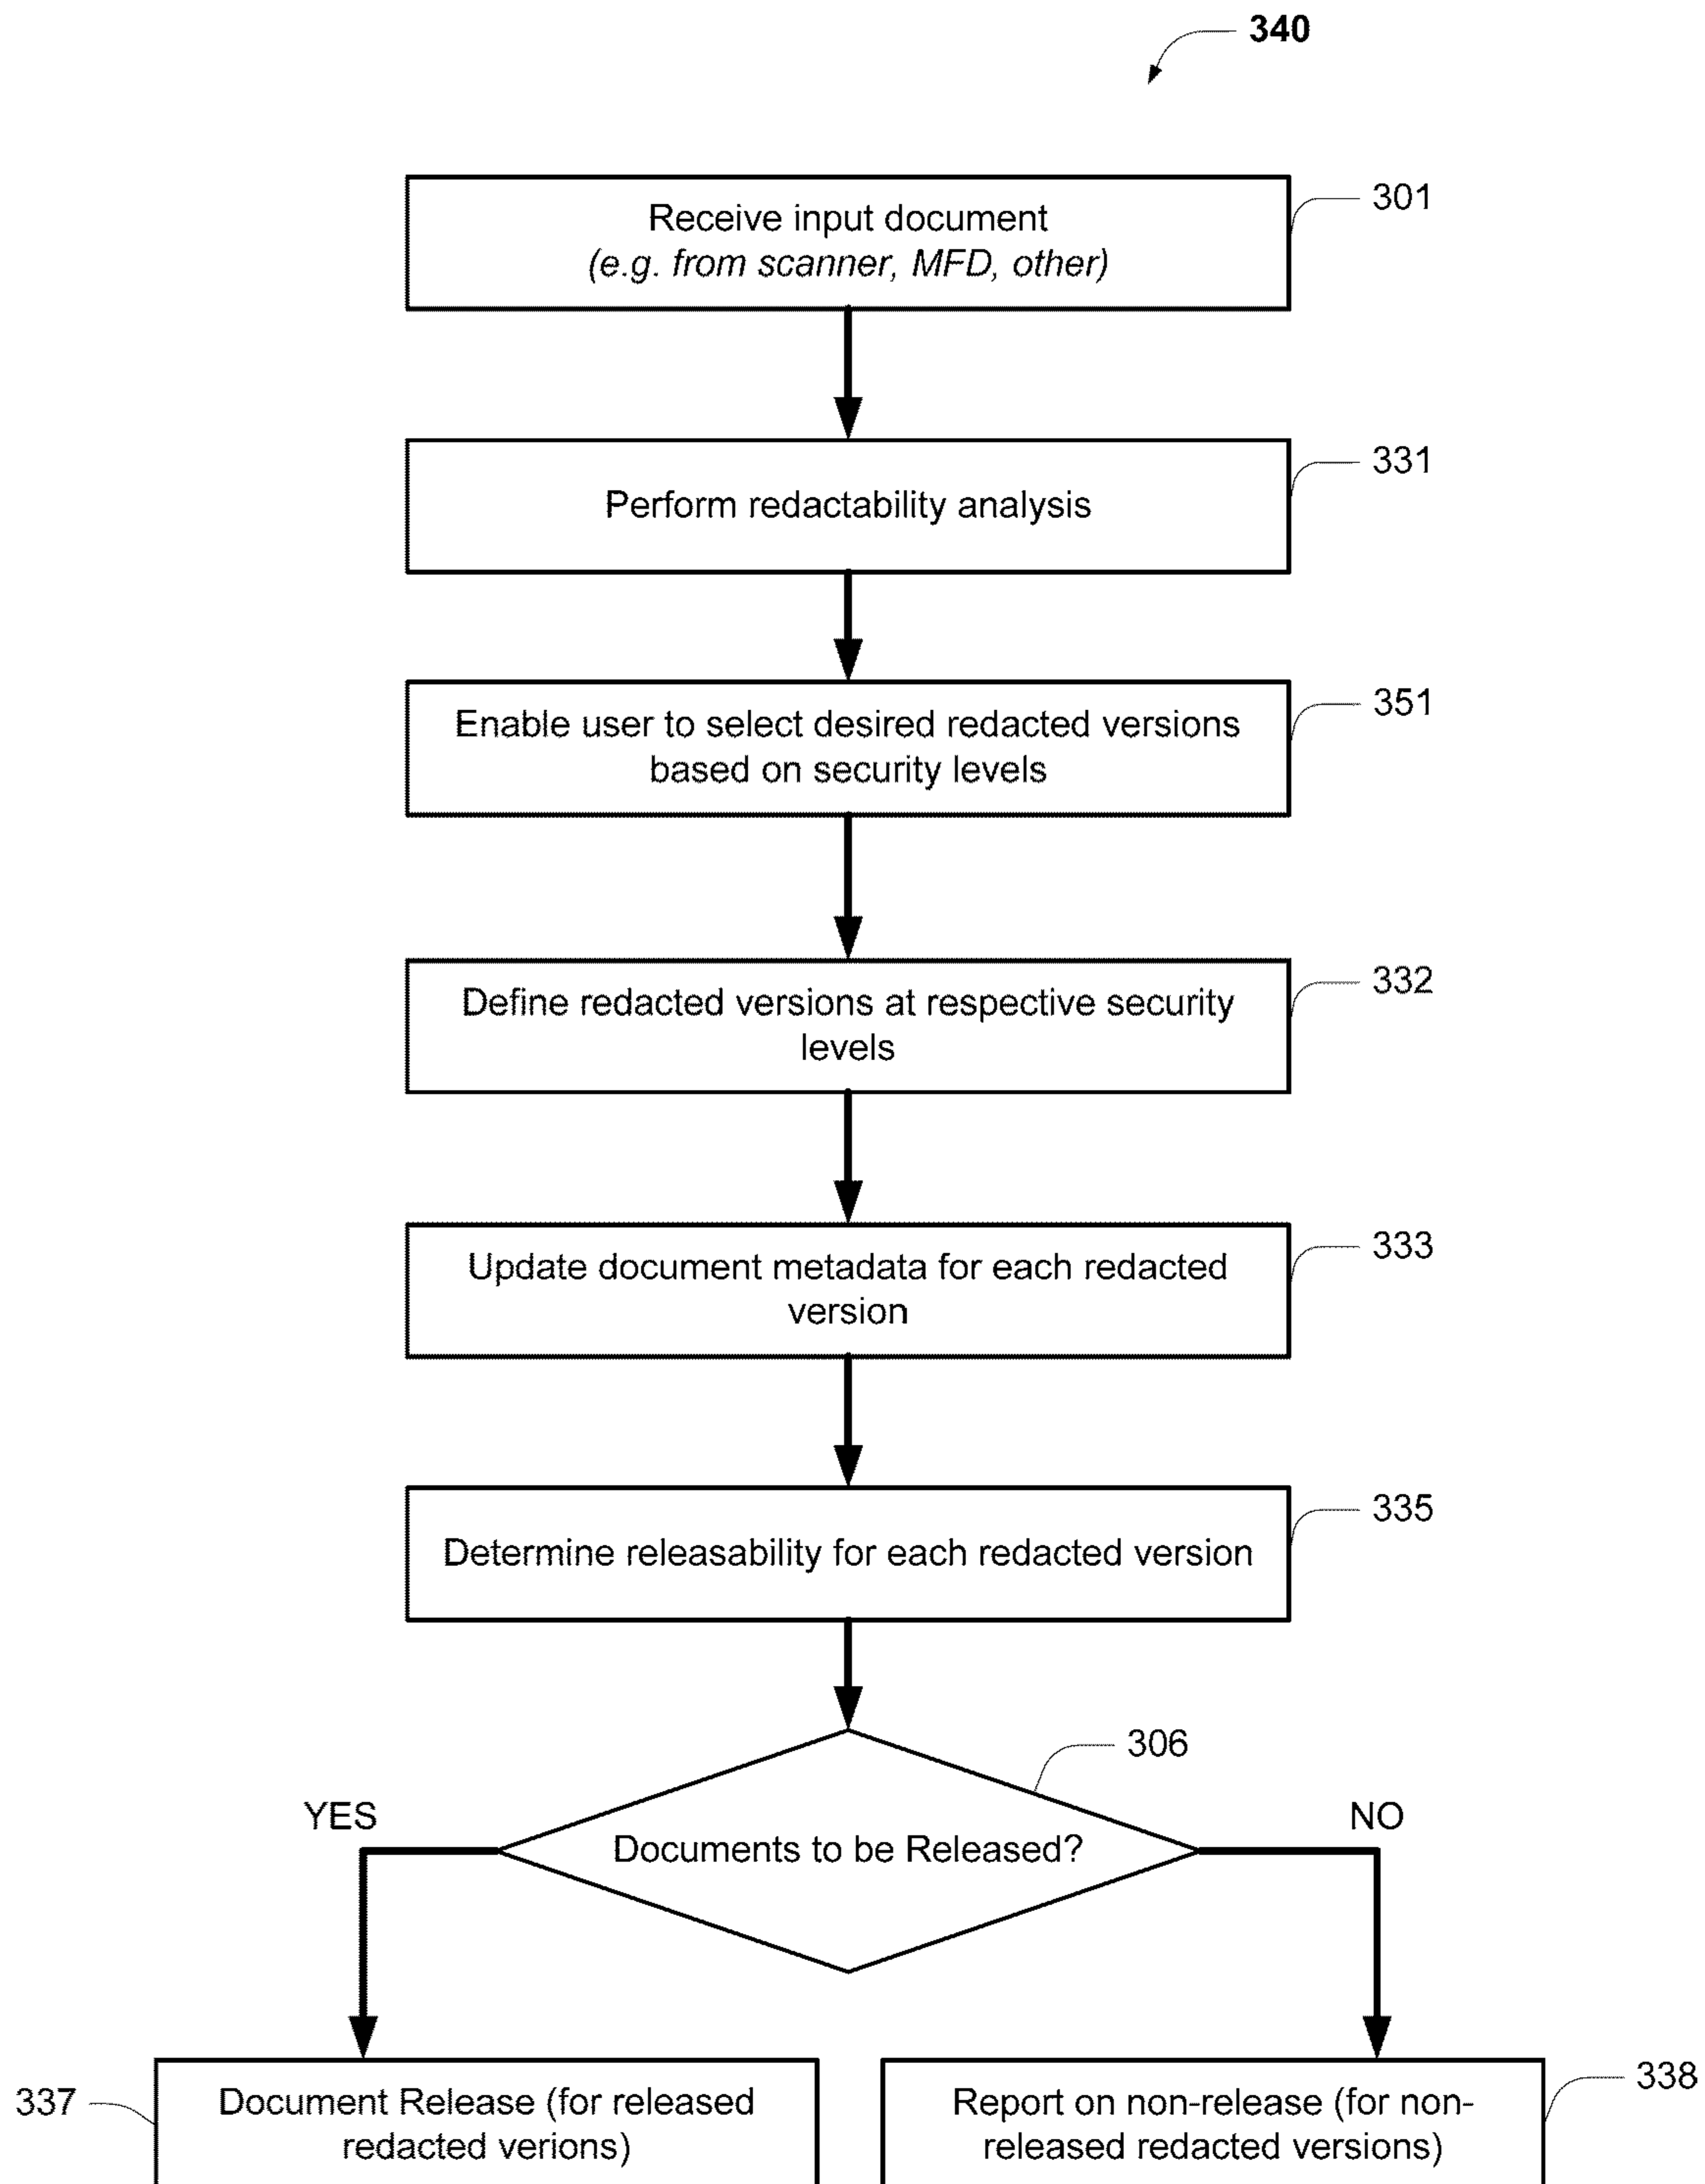 340
Receive input document
(e.g. from scanner, MFD, other)
301
Perform redactability analysis
331
Enable user to select desired redacted versions
based on security levels
351
Define redacted versions at respective security
levels
332
Update document metadata for each redacted
version
333
Determine releasability for each redacted version
335
306
YES
Documents to be Released?
NO
337
Document Release (for released
redacted verions)
Report on non-release (for non-
released redacted versions)
338